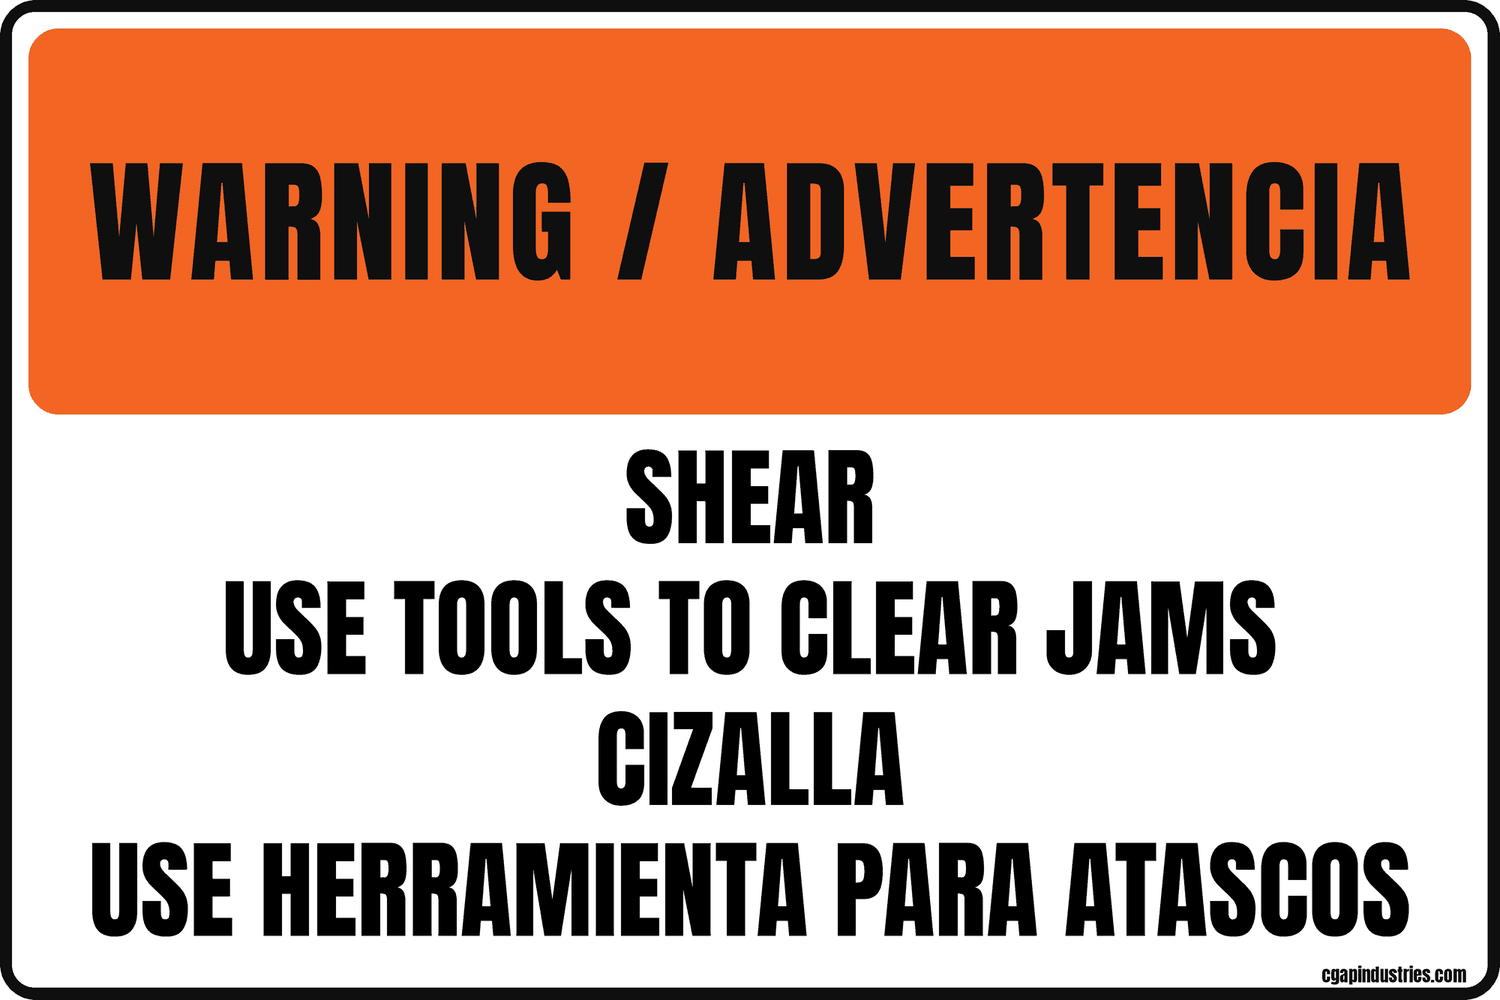 WARNING / ADVERTENCIA
SHEAR
USE TOOLS TO CLEAR JAMS
CIZALLA
USE HERRAMIENTA PARA ATASCOS
cgapindustries.com